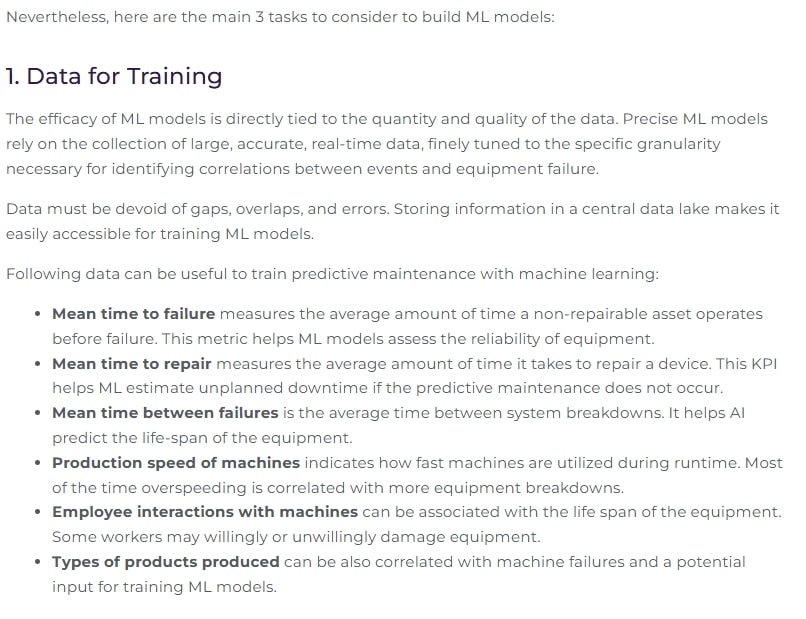 Nevertheless, here are the main 3 tasks to consider to build ML models:
1. Data for Training
The efficacy of ML models is directly tied to the quantity and quality of the data. Precise ML models
rely on the collection of large, accurate, real-time data, finely tuned to the specific granularity
necessary for identifying correlations between events and equipment failure.
Data must be devoid of gaps, overlaps, and errors. Storing information in a central data lake makes it
easily accessible for training ML models.
Following data can be useful to train predictive maintenance with machine learning:
• Mean time to failure measures the average amount of time a non-repairable asset operates
before failure. This metric helps ML models assess the reliability of equipment.
• Mean time to repair measures the average amount of time it takes to repair a device. This KPI
helps ML estimate unplanned downtime if the predictive maintenance does not occur.
• Mean time between failures is the average time between system breakdowns. It helps AI
predict the life-span of the equipment.
• Production speed of machines indicates how fast machines are utilized during runtime. Most
of the time overspeeding is correlated with more equipment breakdowns.
• Employee interactions with machines can be associated with the life span of the equipment.
Some workers may willingly or unwillingly damage equipment.
• Types of products produced can be also correlated with machine failures and a potential
input for training ML models.